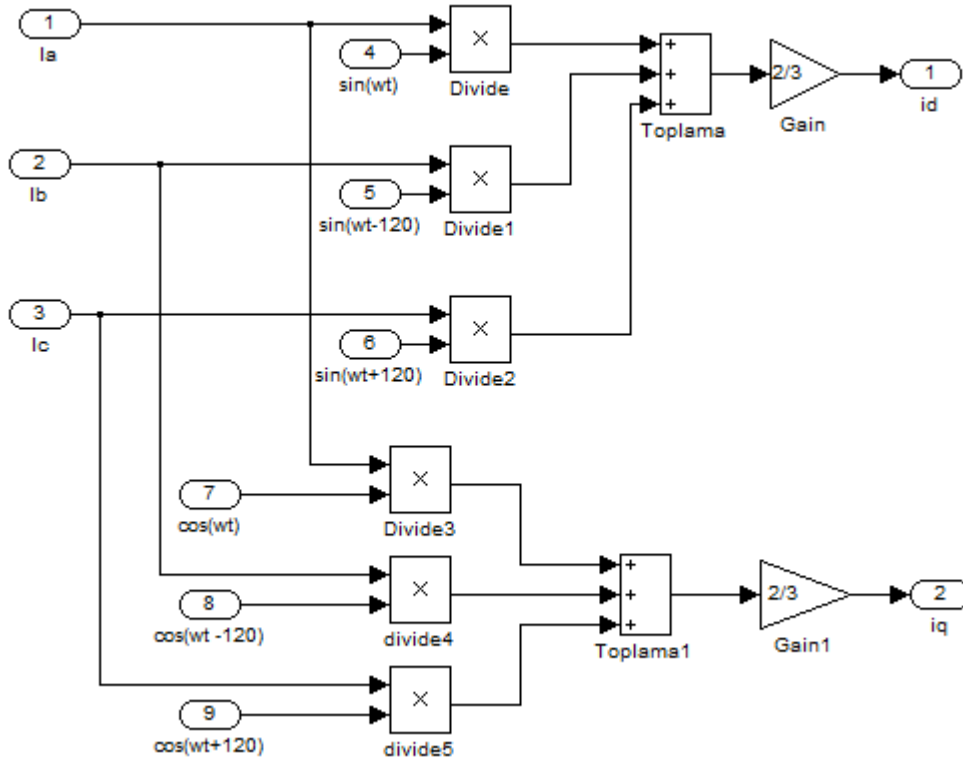 1
Ia
4
sin(wt)
×
Divide
+
+
+
Toplama
2/3
Gain
1
id
2
Ib
5
sin(wt-120)
×
Divide1
3
Ic
6
sin(wt+120)
×
Divide2
7
cos(wt)
×
Divide3
8
cos(wt -120)
×
divide4
+
+
+
Toplama1
2/3
Gain1
2
iq
9
cos(wt+120)
×
divide5